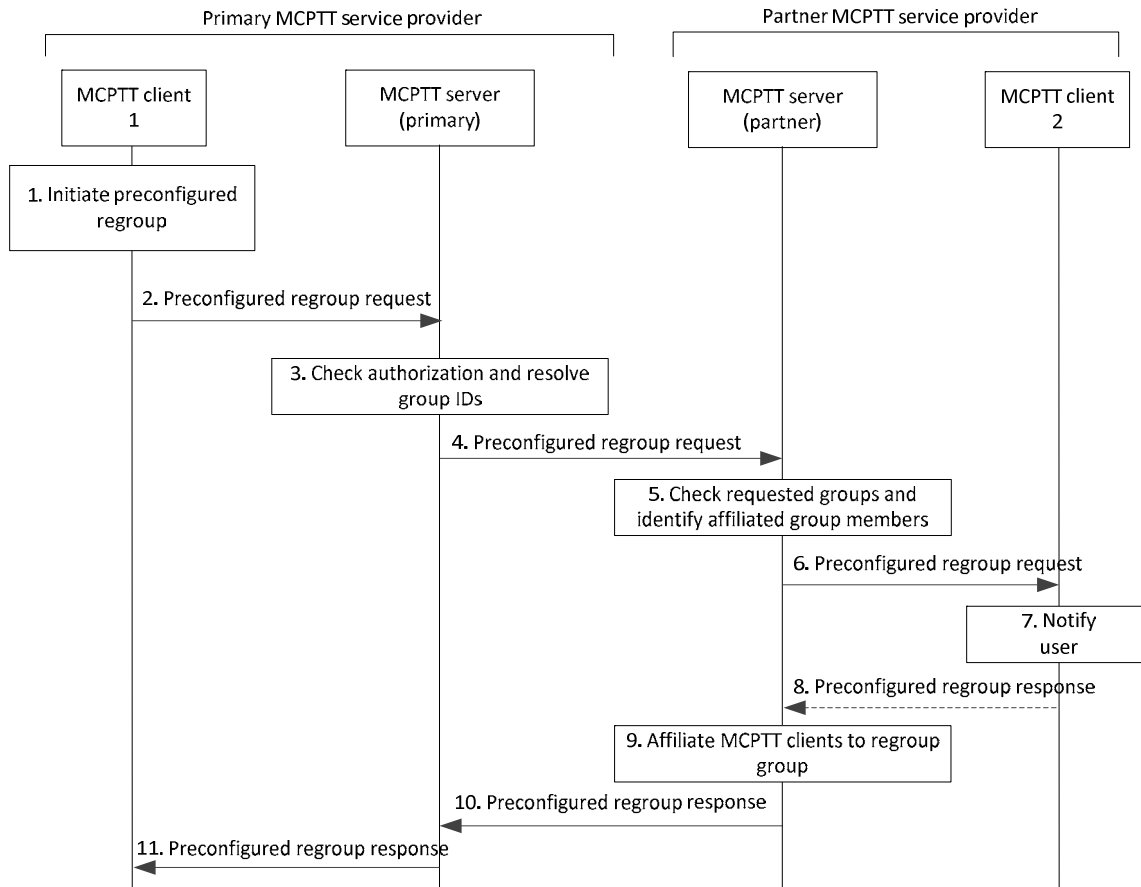 Primary MCPTT service provider
Partner MCPTT service provider
MCPTT client
1
MCPTT server
(primary)
MCPTT server
(partner)
MCPTT client
2
1. Initiate preconfigured
regroup
2. Preconfigured regroup request
3. Check authorization and resolve
group IDs
4. Preconfigured regroup request
5. Check requested groups and
identify affiliated group members
6. Preconfigured regroup request
7. Notify
user
8. Preconfigured regroup response
9. Affiliate MCPTT clients to regroup
group
10. Preconfigured regroup response
11. Preconfigured regroup response